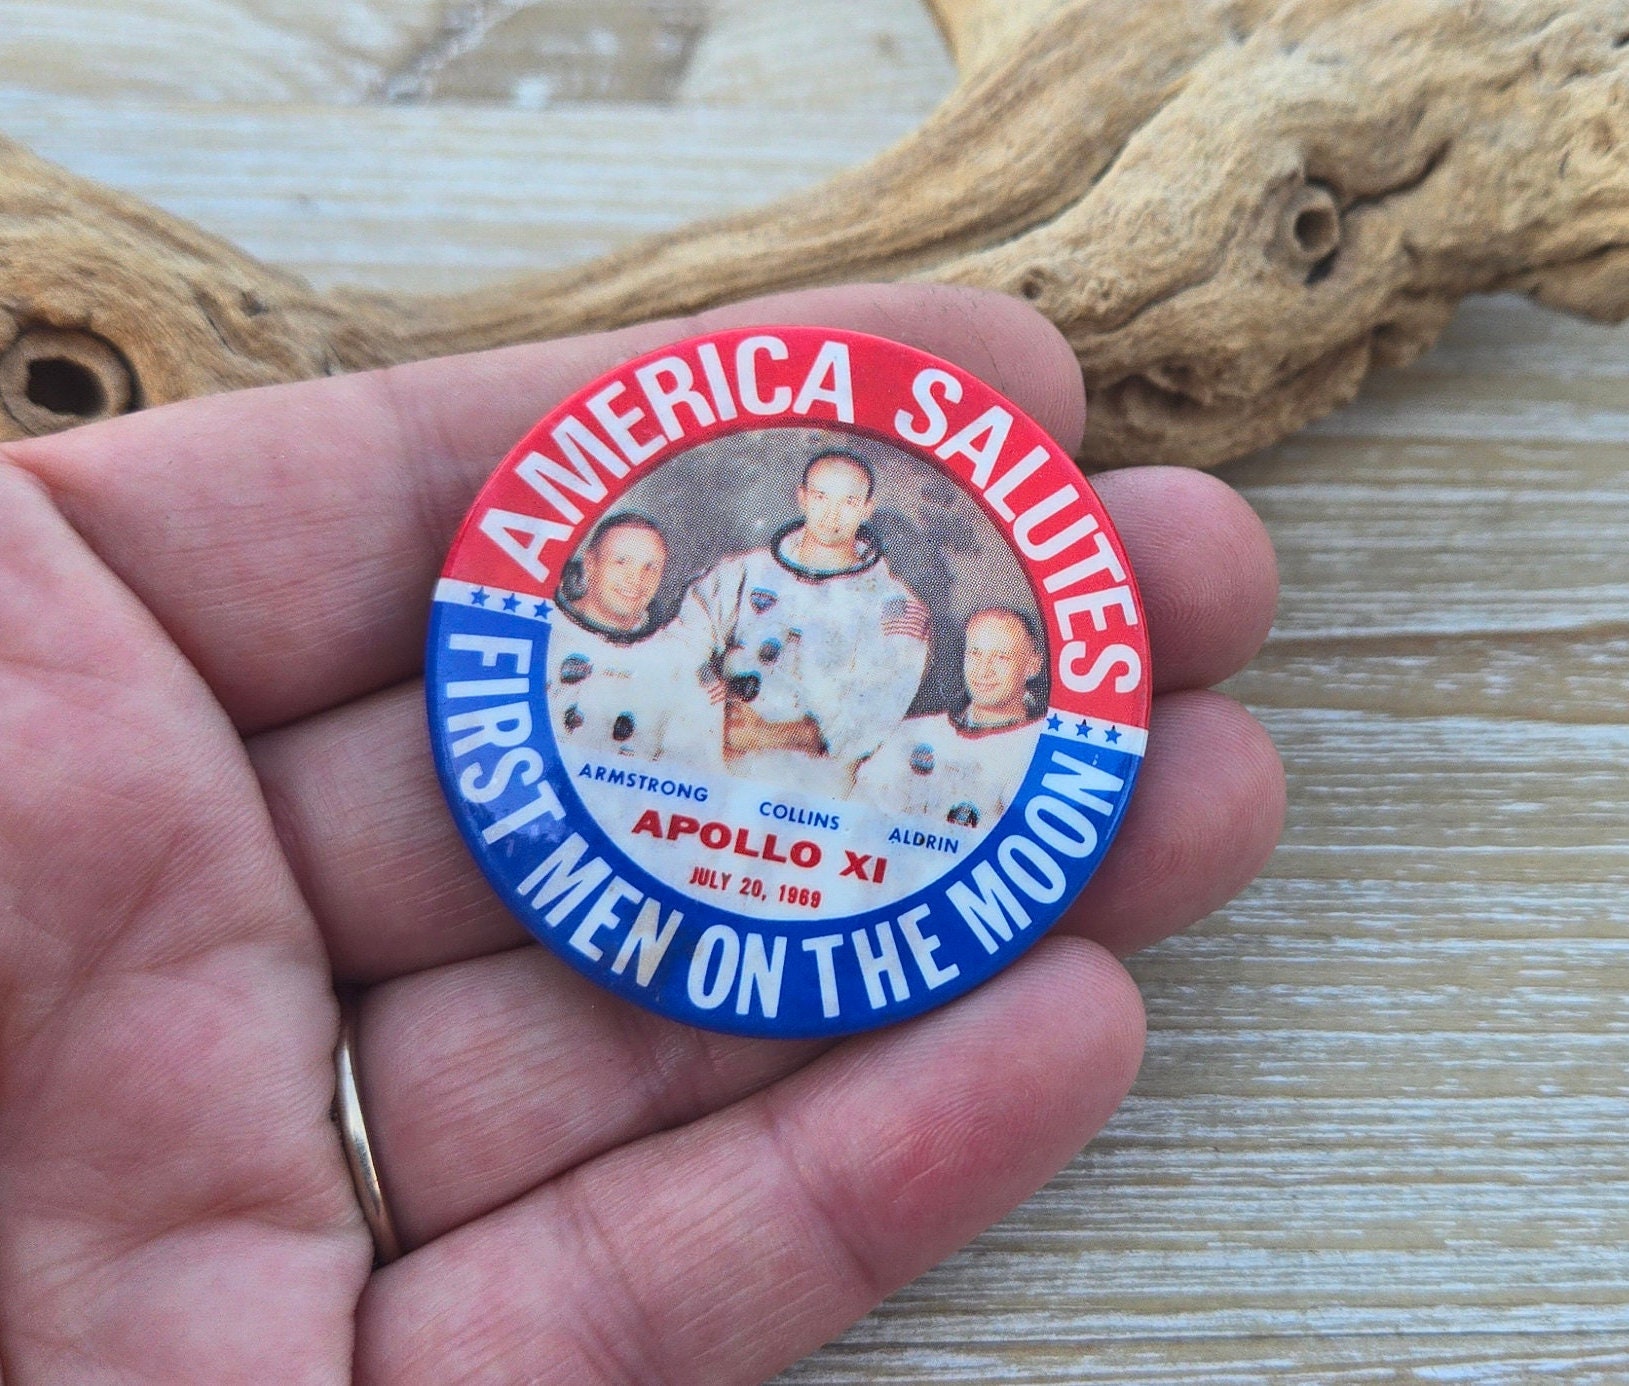 AMERICA SALUTES
ARMSTRONG
COLLINS
ALDRIN
APOLLO XI
JULY 20, 1969
FIRST MEN ON THE MOON